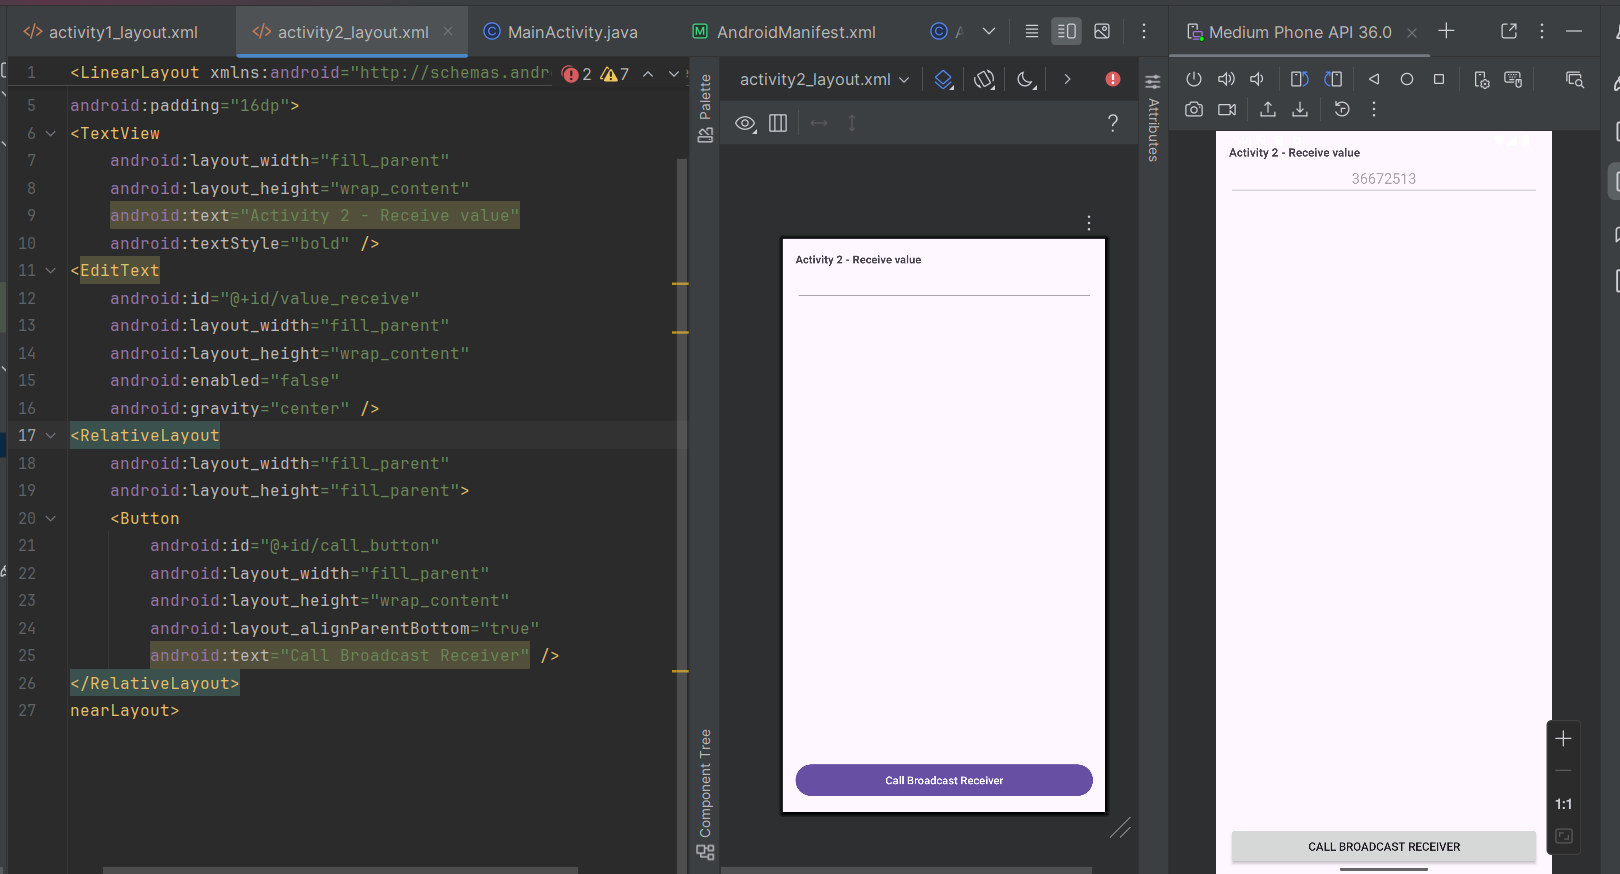 activity1_layout.xml
activity2_layout.xml
MainActivity.java
AndroidManifest.xml
Medium Phone API 36.0
1 <LinearLayout xmlns:android="http://schemas.andr
2 7
5 android:padding="16dp">
6 <TextView
7 android:layout_width="fill_parent"
8 android:layout_height="wrap_content"
9 android:text="Activity 2 - Receive value"
10 android:textStyle="bold" />
11 <EditText
12 android:id="@+id/value_receive"
13 android:layout_width="fill_parent"
14 android:layout_height="wrap_content"
15 android:enabled="false"
16 android:gravity="center" />
17 <RelativeLayout
18 android:layout_width="fill_parent"
19 android:layout_height="fill_parent">
20 <Button
21 android:id="@+id/call_button"
22 android:layout_width="fill_parent"
23 android:layout_height="wrap_content"
24 android:layout_alignParentBottom="true"
25 android:text="Call Broadcast Receiver" />
26 </RelativeLayout>
27 nearLayout>
Palette
Component Tree
activity2_layout.xml
?
Activity 2 - Receive value
Call Broadcast Receiver
Attributes
Activity 2 - Receive value
36672513
CALL BROADCAST RECEIVER
1:1